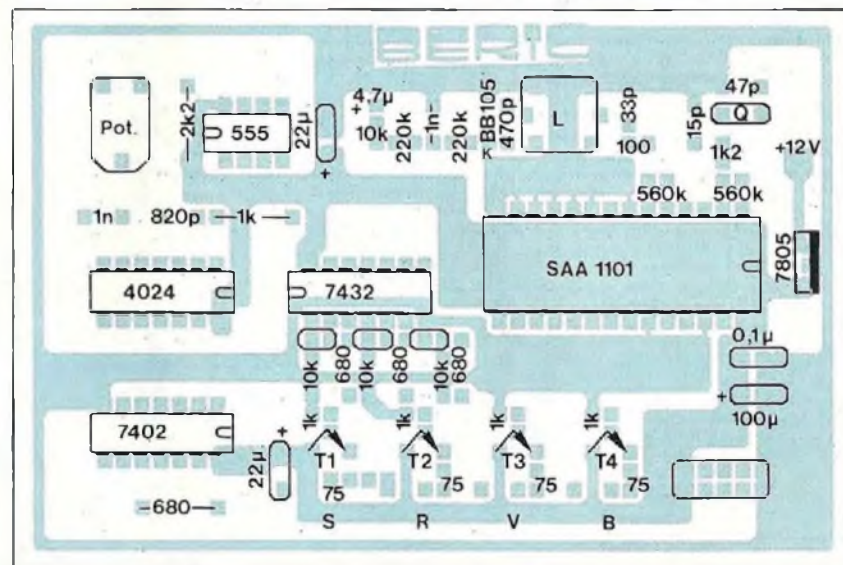 BERIC
47p
Pot.
2k2
555
22µ
+
+4,7µ
10k
220k
1n
220k
BB105
K
470p
L
33p
100
15p
Q
1k2
+12V
560k
560k
1n
820p
1k
4024
7432
SAA 1101
7805
10k
680
10k
680
10k
680
0,1µ
+
100µ
7402
+
22µ
1k
T1
75
1k
T2
75
1k
T3
75
1k
T4
75
680
S
R
V
B